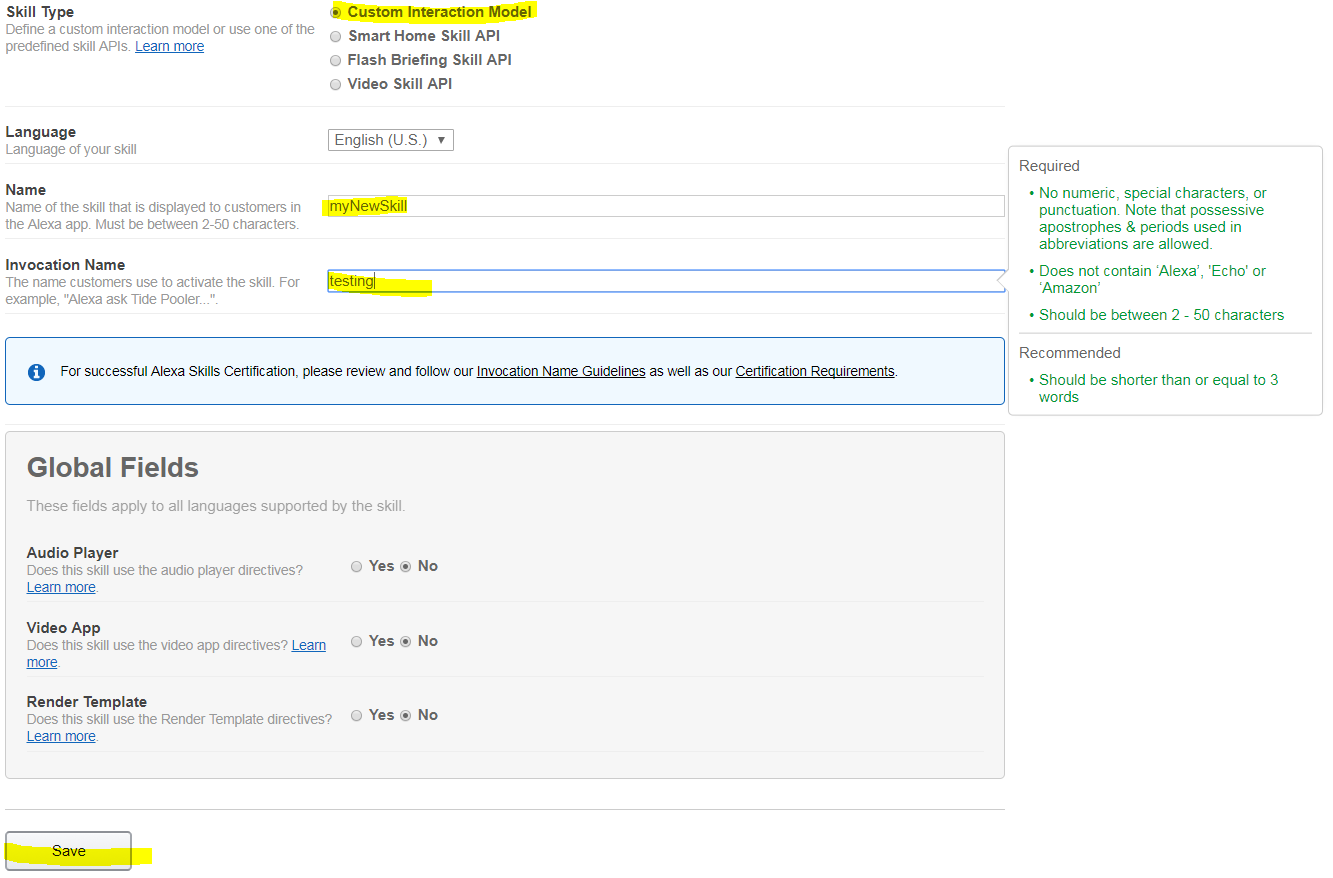 Skill Type
Define a custom interaction model or use one of the
predefined skill APIs. Learn more
Custom Interaction Model
Smart Home Skill API
Flash Briefing Skill API
Video Skill API
Language
Language of your skill
English (U.S.) ▼
Name
Name of the skill that is displayed to customers in
the Alexa app. Must be between 2-50 characters.
myNewSkill
Invocation Name
The name customers use to activate the skill. For
example, "Alexa ask Tide Pooler...".
testing
Required
• No numeric, special characters, or
punctuation. Note that possessive
apostrophes & periods used in
abbreviations are allowed.
• Does not contain ‘Alexa’, 'Echo' or
‘Amazon’
• Should be between 2 - 50 characters
Recommended
• Should be shorter than or equal to 3
words
For successful Alexa Skills Certification, please review and follow our Invocation Name Guidelines as well as our Certification Requirements.
Global Fields
These fields apply to all languages supported by the skill.
Audio Player
Does this skill use the audio player directives?
Learn more.
Yes No
Video App
Does this skill use the video app directives? Learn
more.
Yes No
Render Template
Does this skill use the Render Template directives?
Learn more.
Yes No
Save